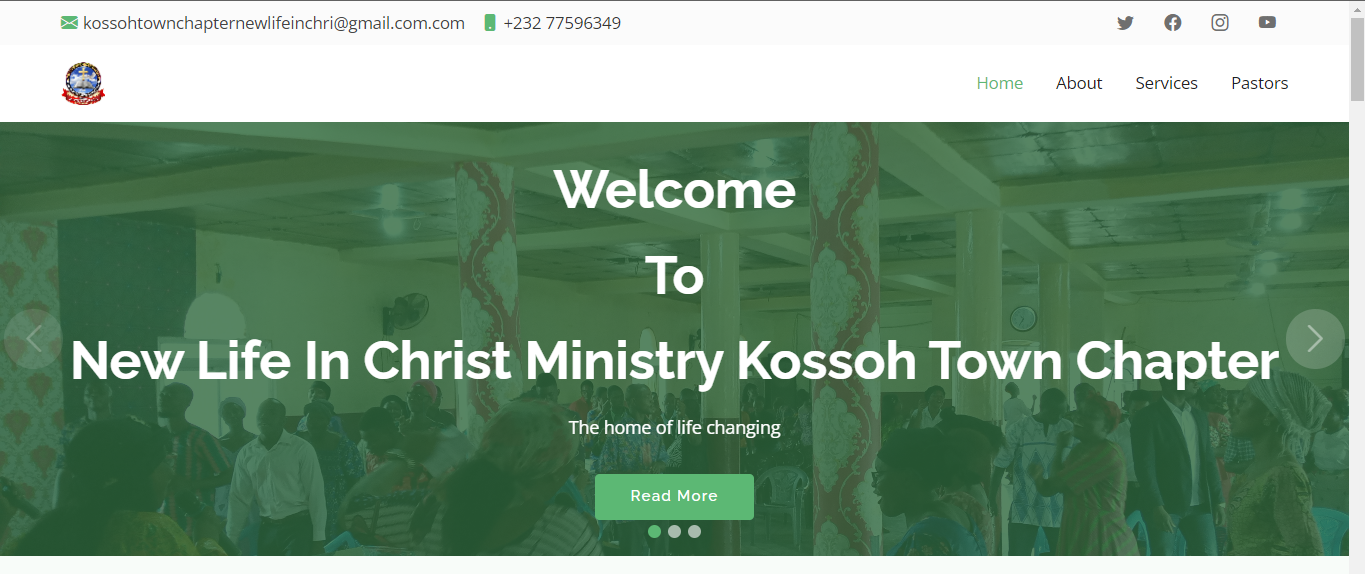 kossohtownchapternewlifeinchri@gmail.com.com +232 77596349
Home About Services Pastors
Welcome
To
New Life In Christ Ministry Kossoh Town Chapter
The home of life changing
Read More